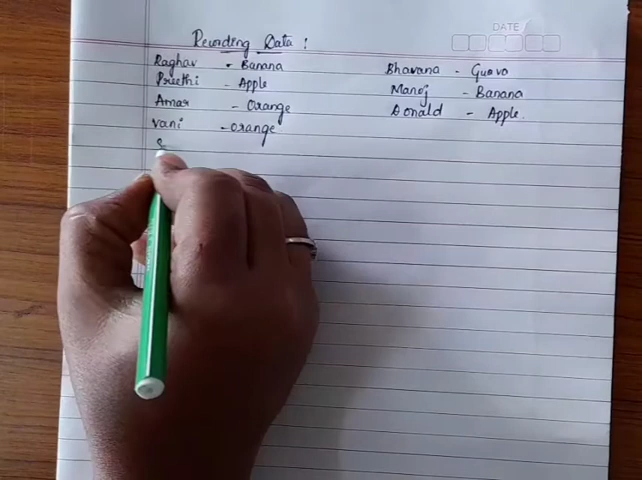 DATE
Recording Data :
Raghav - Banana
Preethi - Apple
Amar - Orange
Vani - Orange
S
Bhavana - Guava
Manoj - Banana
Donald - Apple.